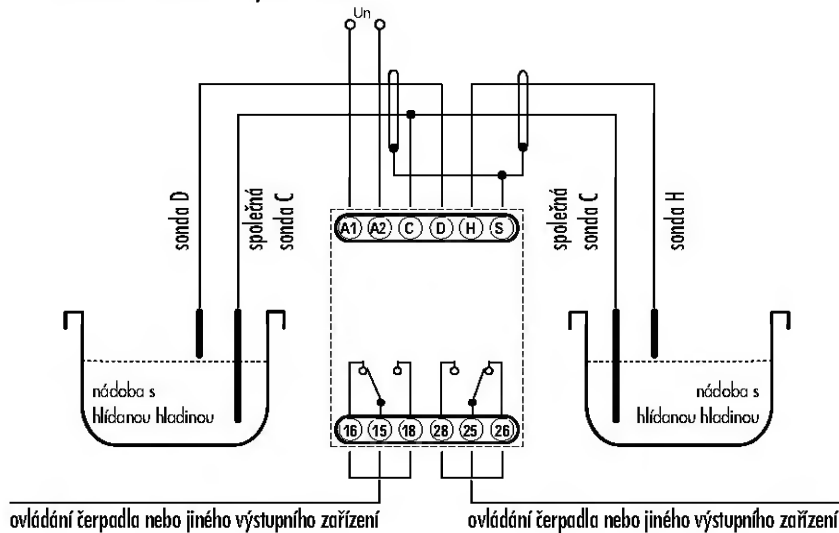 Un
sonda D
společná
sonda C
společná
sonda C
sonda H
A1 A2 C D H S
nádoba s
hlídanou hladinou
nádoba s
hlídanou hladinou
16 15 18 28 25 26
ovládání čerpadla nebo jiného výstupního zařízení
ovládání čerpadla nebo jiného výstupního zařízení